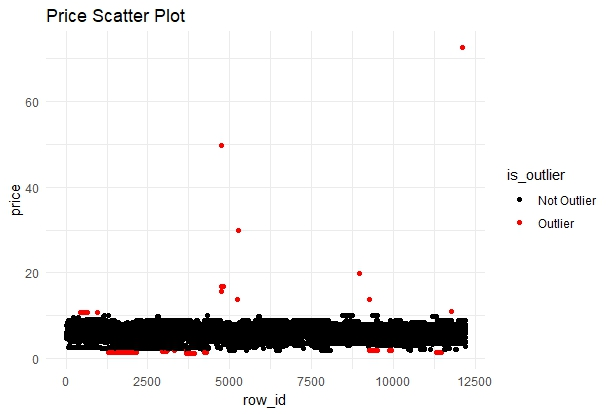 Price Scatter Plot
price
60
40
20
0
0
2500
5000
7500
10000
12500
row_id
is_outlier
Not Outlier
Outlier